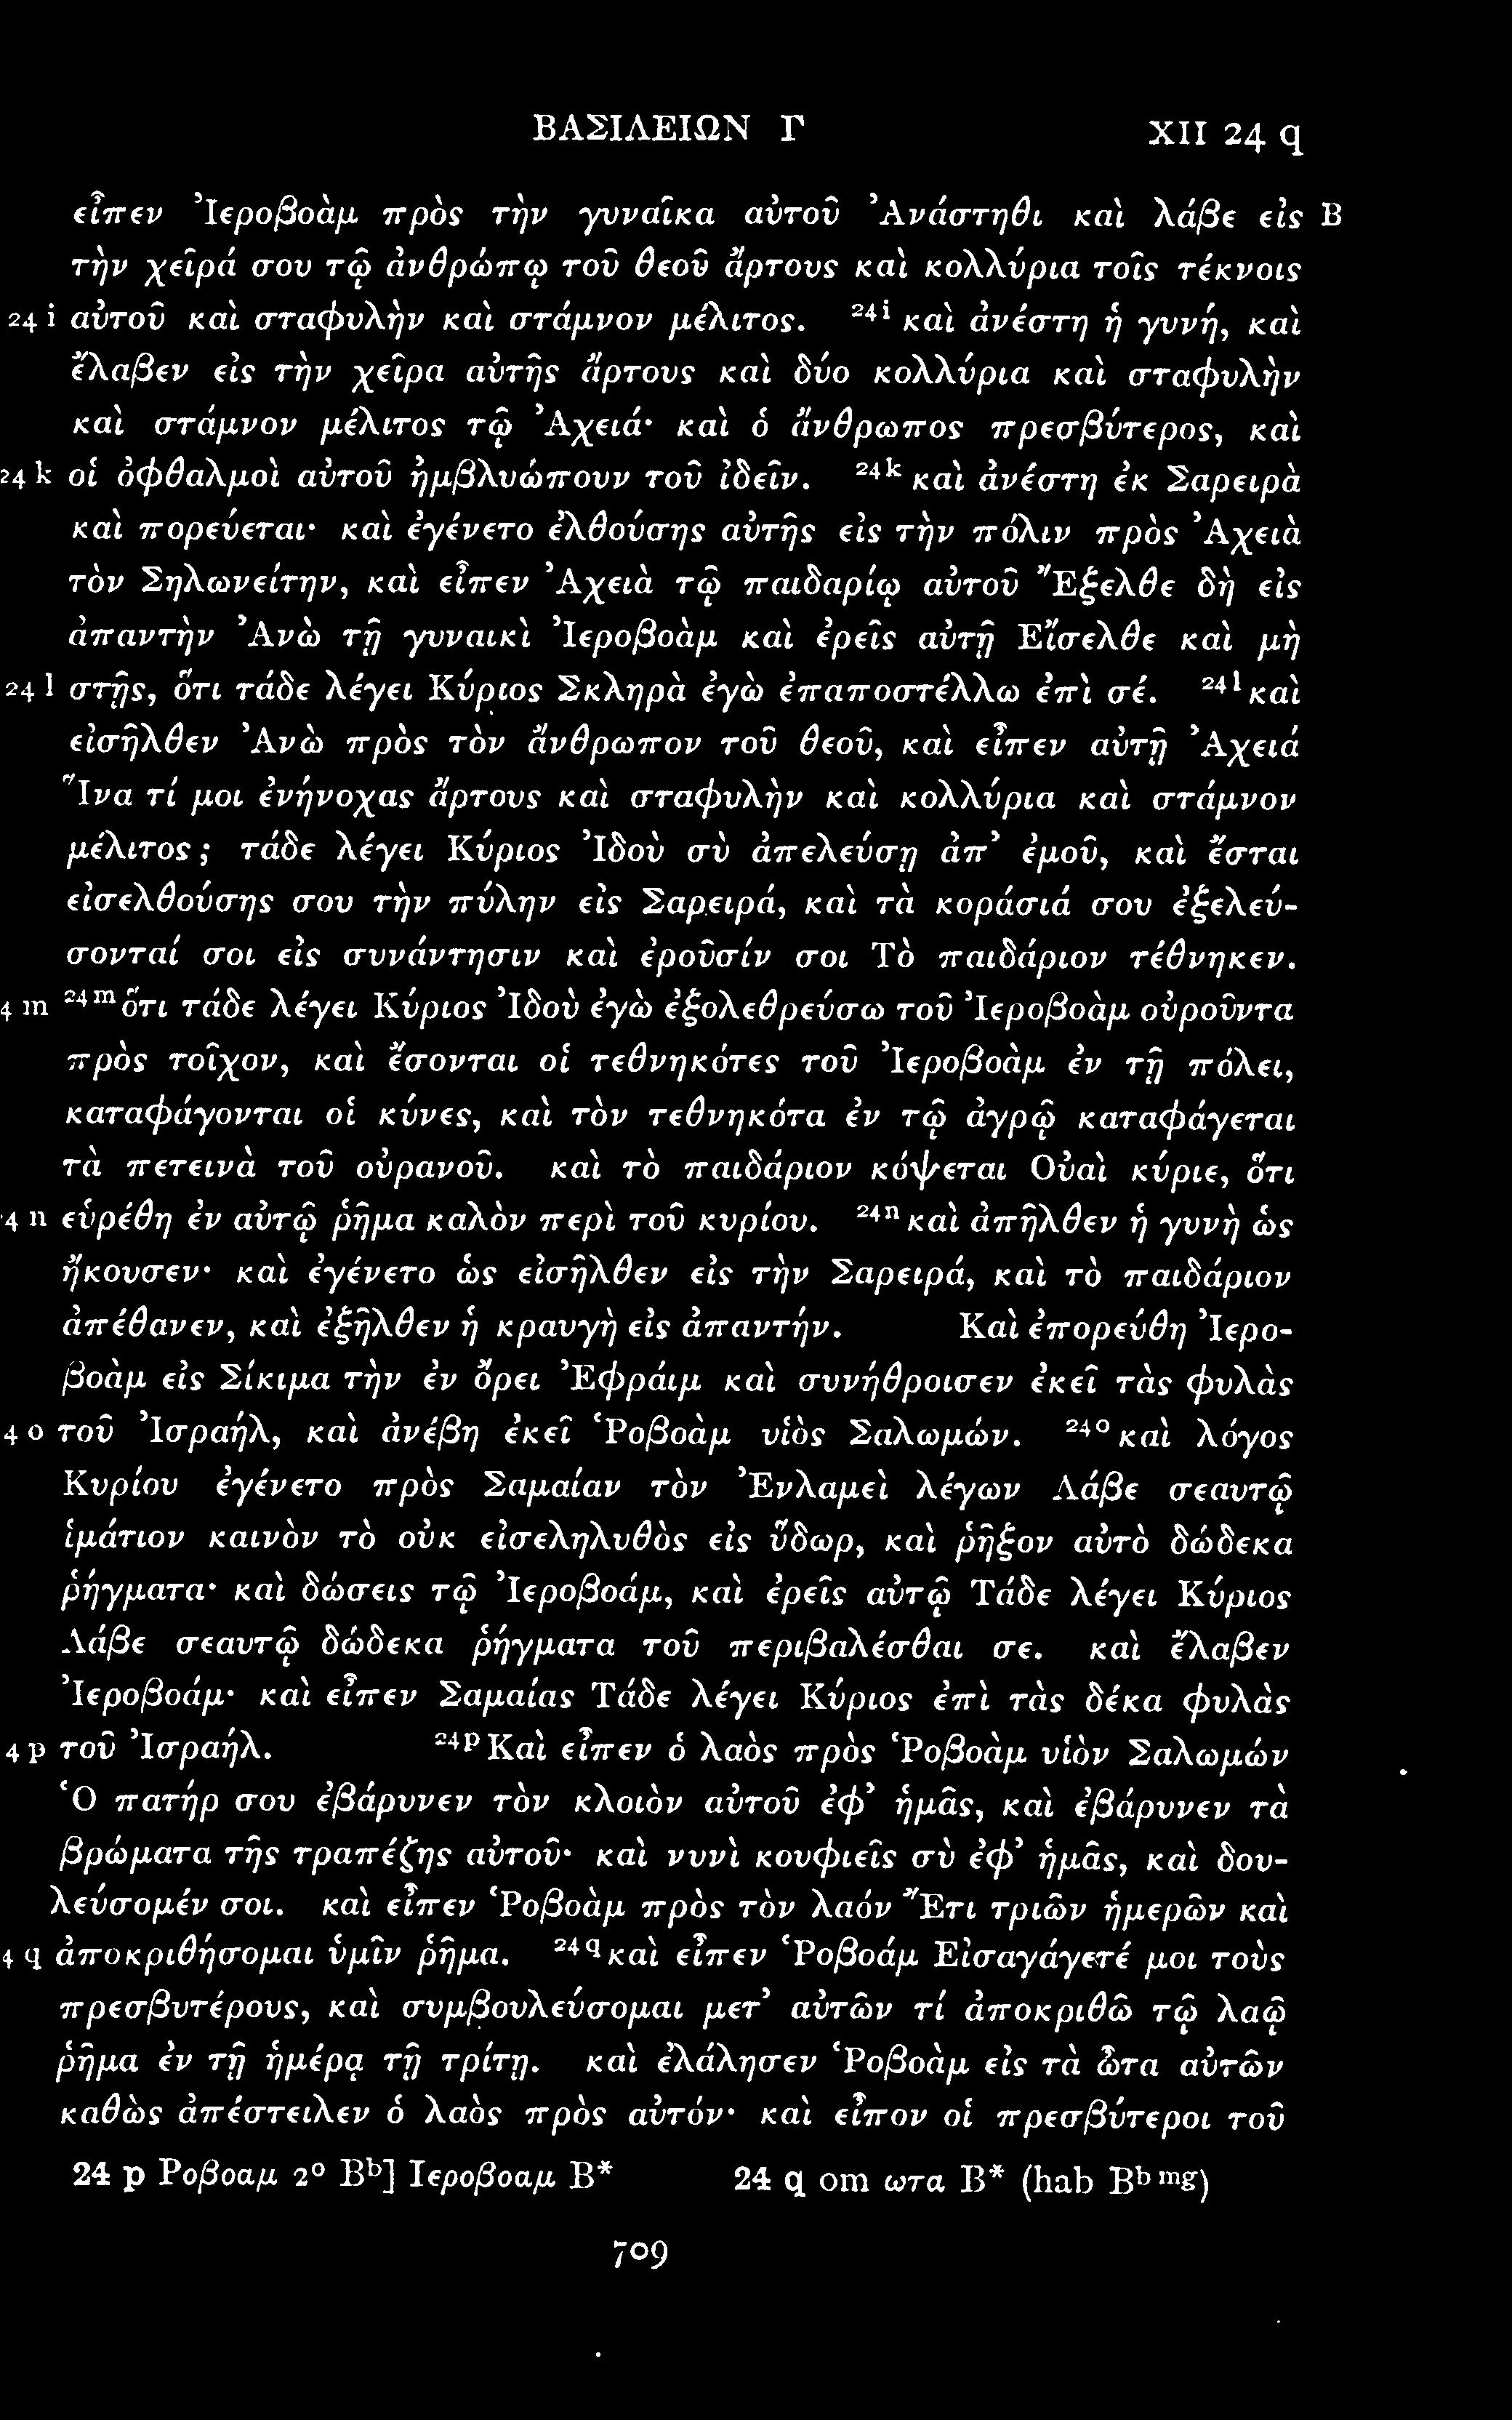 ΒΑΣΙΛΕΙΩΝ Γ XII 24 q
εἶπεν Ἰεροβοὰμ πρὸς τὴν γυναῖκα αὐτοῦ Ἀνάστηθι καὶ λάβε εἰς B
τὴν χεῖρά σου τῷ ἀνθρώπῳ τοῦ θεοῦ ἄρτους καὶ κολλύρια τοῖς τέκνοις
24 i αὐτοῦ καὶ σταφυλὴν καὶ στάμνον μέλιτος. 24i καὶ ἀνέστη ἡ γυνή, καὶ
ἔλαβεν εἰς τὴν χεῖρα αὐτῆς ἄρτους καὶ δύο κολλύρια καὶ σταφυλὴν
καὶ στάμνον μέλιτος τῷ Ἀχειά· καὶ ὁ ἄνθρωπος πρεσβύτερος, καὶ
24 k οἱ ὀφθαλμοὶ αὐτοῦ ἠμβλυώπουν τοῦ ἰδεῖν. 24k καὶ ἀνέστη ἐκ Σαρειρὰ
καὶ πορεύεται· καὶ ἐγένετο ἐλθούσης αὐτῆς εἰς τὴν πόλιν πρὸς Ἀχειὰ
τὸν Σηλωνείτην, καὶ εἶπεν Ἀχειὰ τῷ παιδαρίῳ αὐτοῦ Ἔξελθε δὴ εἰς
ἀπαντὴν Ἀνὼ τῇ γυναικὶ Ἰεροβοὰμ καὶ ἐρεῖς αὐτῇ Εἴσελθε καὶ μὴ
24 l στῇς, ὅτι τάδε λέγει Κύριος Σκληρὰ ἐγὼ ἐπαποστέλλω ἐπὶ σέ. 24l καὶ
εἰσῆλθεν Ἀνὼ πρὸς τὸν ἄνθρωπον τοῦ θεοῦ, καὶ εἶπεν αὐτῇ Ἀχειά
Ἵνα τί μοι ἐνήνοχας ἄρτους καὶ σταφυλὴν καὶ κολλύρια καὶ στάμνον
μέλιτος; τάδε λέγει Κύριος Ἰδοὺ σὺ ἀπελεύσῃ ἀπ’ ἐμοῦ, καὶ ἔσται
εἰσελθούσης σου τὴν πύλην εἰς Σαρειρά, καὶ τὰ κοράσιά σου ἐξελεύ-
σονταί σοι εἰς συνάντησιν καὶ ἐροῦσίν σοι Τὸ παιδάριον τέθνηκεν.
4 m 24m ὅτι τάδε λέγει Κύριος Ἰδοὺ ἐγὼ ἐξολεθρεύσω τοῦ Ἰεροβοὰμ οὐροῦντα
πρὸς τοῖχον, καὶ ἔσονται οἱ τεθνηκότες τοῦ Ἰεροβοὰμ ἐν τῇ πόλει,
καταφάγονται οἱ κύνες, καὶ τὸν τεθνηκότα ἐν τῷ ἀγρῷ καταφάγεται
τὰ πετεινὰ τοῦ οὐρανοῦ. καὶ τὸ παιδάριον κόψεται Οὐαὶ κύριε, ὅτι
4 n εὑρέθη ἐν αὐτῷ ῥῆμα καλὸν περὶ τοῦ κυρίου. 24n καὶ ἀπῆλθεν ἡ γυνὴ ὡς
ἤκουσεν· καὶ ἐγένετο ὡς εἰσῆλθεν εἰς τὴν Σαρειρά, καὶ τὸ παιδάριον
ἀπέθανεν, καὶ ἐξῆλθεν ἡ κραυγὴ εἰς ἀπαντήν. Καὶ ἐπορεύθη Ἰερο-
βοὰμ εἰς Σίκιμα τὴν ἐν ὄρει Ἐφράιμ καὶ συνήθροισεν ἐκεῖ τὰς φυλὰς
4 o τοῦ Ἰσραήλ, καὶ ἀνέβη ἐκεῖ Ῥοβοὰμ υἱὸς Σαλωμών. 24o καὶ λόγος
Κυρίου ἐγένετο πρὸς Σαμαίαν τὸν Ἐνλαμεὶ λέγων Λάβε σεαυτῷ
ἱμάτιον καινὸν τὸ οὐκ εἰσεληλυθὸς εἰς ὕδωρ, καὶ ῥῆξον αὐτὸ δώδεκα
ῥήγματα· καὶ δώσεις τῷ Ἰεροβοάμ, καὶ ἐρεῖς αὐτῷ Τάδε λέγει Κύριος
Λάβε σεαυτῷ δώδεκα ῥήγματα τοῦ περιβαλέσθαι σε. καὶ ἔλαβεν
Ἰεροβοάμ· καὶ εἶπεν Σαμαίας Τάδε λέγει Κύριος ἐπὶ τὰς δέκα φυλὰς
4 p τοῦ Ἰσραήλ. 24p Καὶ εἶπεν ὁ λαὸς πρὸς Ῥοβοὰμ υἱὸν Σαλωμών
Ὁ πατήρ σου ἐβάρυνεν τὸν κλοιὸν αὐτοῦ ἐφ’ ἡμᾶς, καὶ ἐβάρυνεν τὰ
βρώματα τῆς τραπέζης αὐτοῦ· καὶ νυνὶ κουφιεῖς σὺ ἐφ’ ἡμᾶς, καὶ δου-
λεύσομέν σοι. καὶ εἶπεν Ῥοβοὰμ πρὸς τὸν λαόν Ἔτι τριῶν ἡμερῶν καὶ
4 q ἀποκριθήσομαι ὑμῖν ῥῆμα. 24q καὶ εἶπεν Ῥοβοάμ Εἰσαγάγετέ μοι τοὺς
πρεσβυτέρους, καὶ συμβουλεύσομαι μετ’ αὐτῶν τί ἀποκριθῶ τῷ λαῷ
ῥῆμα ἐν τῇ ἡμέρᾳ τῇ τρίτῃ. καὶ ἐλάλησεν Ῥοβοὰμ εἰς τὰ ὦτα αὐτῶν
καθὼς ἀπέστειλεν ὁ λαὸς πρὸς αὐτόν· καὶ εἶπον οἱ πρεσβύτεροι τοῦ
24 p Ροβοαμ 2° Bᵇ] Ιεροβοαμ B* 24 q om ωτα B* (hab Bᵇ ᵐᵍ)
709